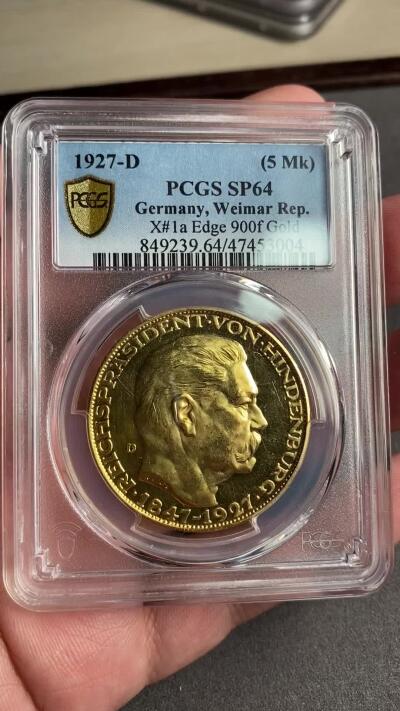 1927-D (5 Mk)
PCGS SP64
Germany, Weimar Rep.
X#1a Edge 900f Gold
849239.64/47453004
PCGS
REICHSPRÄSIDENT·VON·HINDENBURG
D
·1847-1927·
PCGS